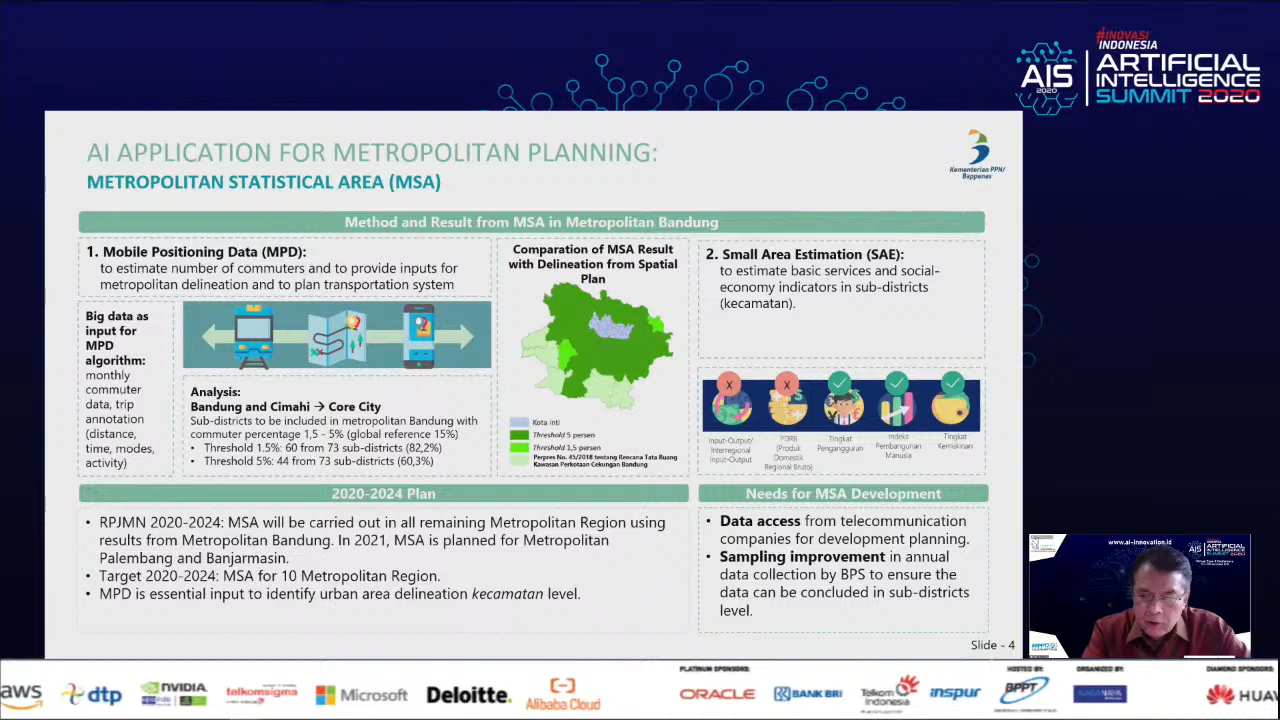 #INOVASI
INDONESIA
AIS
2020
ARTIFICIAL
INTELLIGENCE
SUMMIT 2020
AI APPLICATION FOR METROPOLITAN PLANNING:
METROPOLITAN STATISTICAL AREA (MSA)
Kementerian PPN/
Bappenas
Method and Result from MSA in Metropolitan Bandung
1. Mobile Positioning Data (MPD):
to estimate number of commuters and to provide inputs for
metropolitan delineation and to plan transportation system
Big data as
input for
MPD
algorithm:
monthly
commuter
data, trip
annotation
(distance,
time, modes,
activity)
Analysis:
Bandung and Cimahi → Core City
Sub-districts to be included in metropolitan Bandung with
commuter percentage 1,5 - 5% (global reference 15%)
• Threshold 1.5%: 60 from 73 sub-districts (82,2%)
• Threshold 5%: 44 from 73 sub-districts (60,3%)
Comparation of MSA Result
with Delineation from Spatial
Plan
Kota inti
Threshold 5 persen
Threshold 1,5 persen
Perpres No. 45/2018 tentang Rencana Tata Ruang
Kawasan Perkotaan Cekungan Bandung
2. Small Area Estimation (SAE):
to estimate basic services and social-
economy indicators in sub-districts
(kecamatan).
X X
Input-Output/
Interregional
Input-Output
PDRB
(Produk
Domestik
Regional Bruto)
Tingkat
Pengangguran
Indeks
Pembangunan
Manusia
Tingkat
Kemiskinan
2020-2024 Plan
• RPJMN 2020-2024: MSA will be carried out in all remaining Metropolitan Region using
results from Metropolitan Bandung. In 2021, MSA is planned for Metropolitan
Palembang and Banjarmasin.
• Target 2020-2024: MSA for 10 Metropolitan Region.
• MPD is essential input to identify urban area delineation kecamatan level.
Needs for MSA Development
• Data access from telecommunication
companies for development planning.
• Sampling improvement in annual
data collection by BPS to ensure the
data can be concluded in sub-districts
level.
Slide - 4
www.ai-innovation.id
AIS
ARTIFICIAL
INTELLIGENCE
SUMMIT 2020
PLATINUM SPONSORS:
HOSTED BY:
ORGANIZED BY:
DIAMOND SPONSORS:
aws
dtp
NVIDIA
telkomsigma
Microsoft
Deloitte.
Alibaba Cloud
ORACLE
BANK BRI
Telkom
Indonesia
inspur
BPPT
HUAW